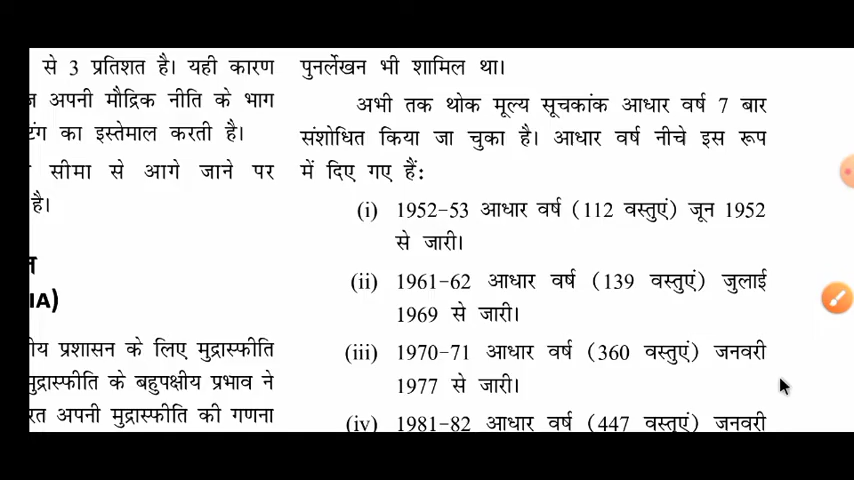 से 3 प्रतिशत है। यही कारण
अपनी मौद्रिक नीति के भाग
का इस्तेमाल करती है।
सीमा से आगे जाने पर
है।
IA)
प्रशासन के लिए मुद्रास्फीति
मुद्रास्फीति के बहुपक्षीय प्रभाव ने
अपनी मुद्रास्फीति की गणना
पुनर्लेखन भी शामिल था।
अभी तक थोक मूल्य सूचकांक आधार वर्ष 7 बार
संशोधित किया जा चुका है। आधार वर्ष नीचे इस रूप
में दिए गए हैं:
(i) 1952-53 आधार वर्ष (112 वस्तुएं) जून 1952
से जारी।
(ii) 1961-62 आधार वर्ष (139 वस्तुएं) जुलाई
1969 से जारी।
(iii) 1970-71 आधार वर्ष (360 वस्तुएं) जनवरी
1977 से जारी।
(iv) 1981-82 आधार वर्ष (447 वस्तुएं) जनवरी